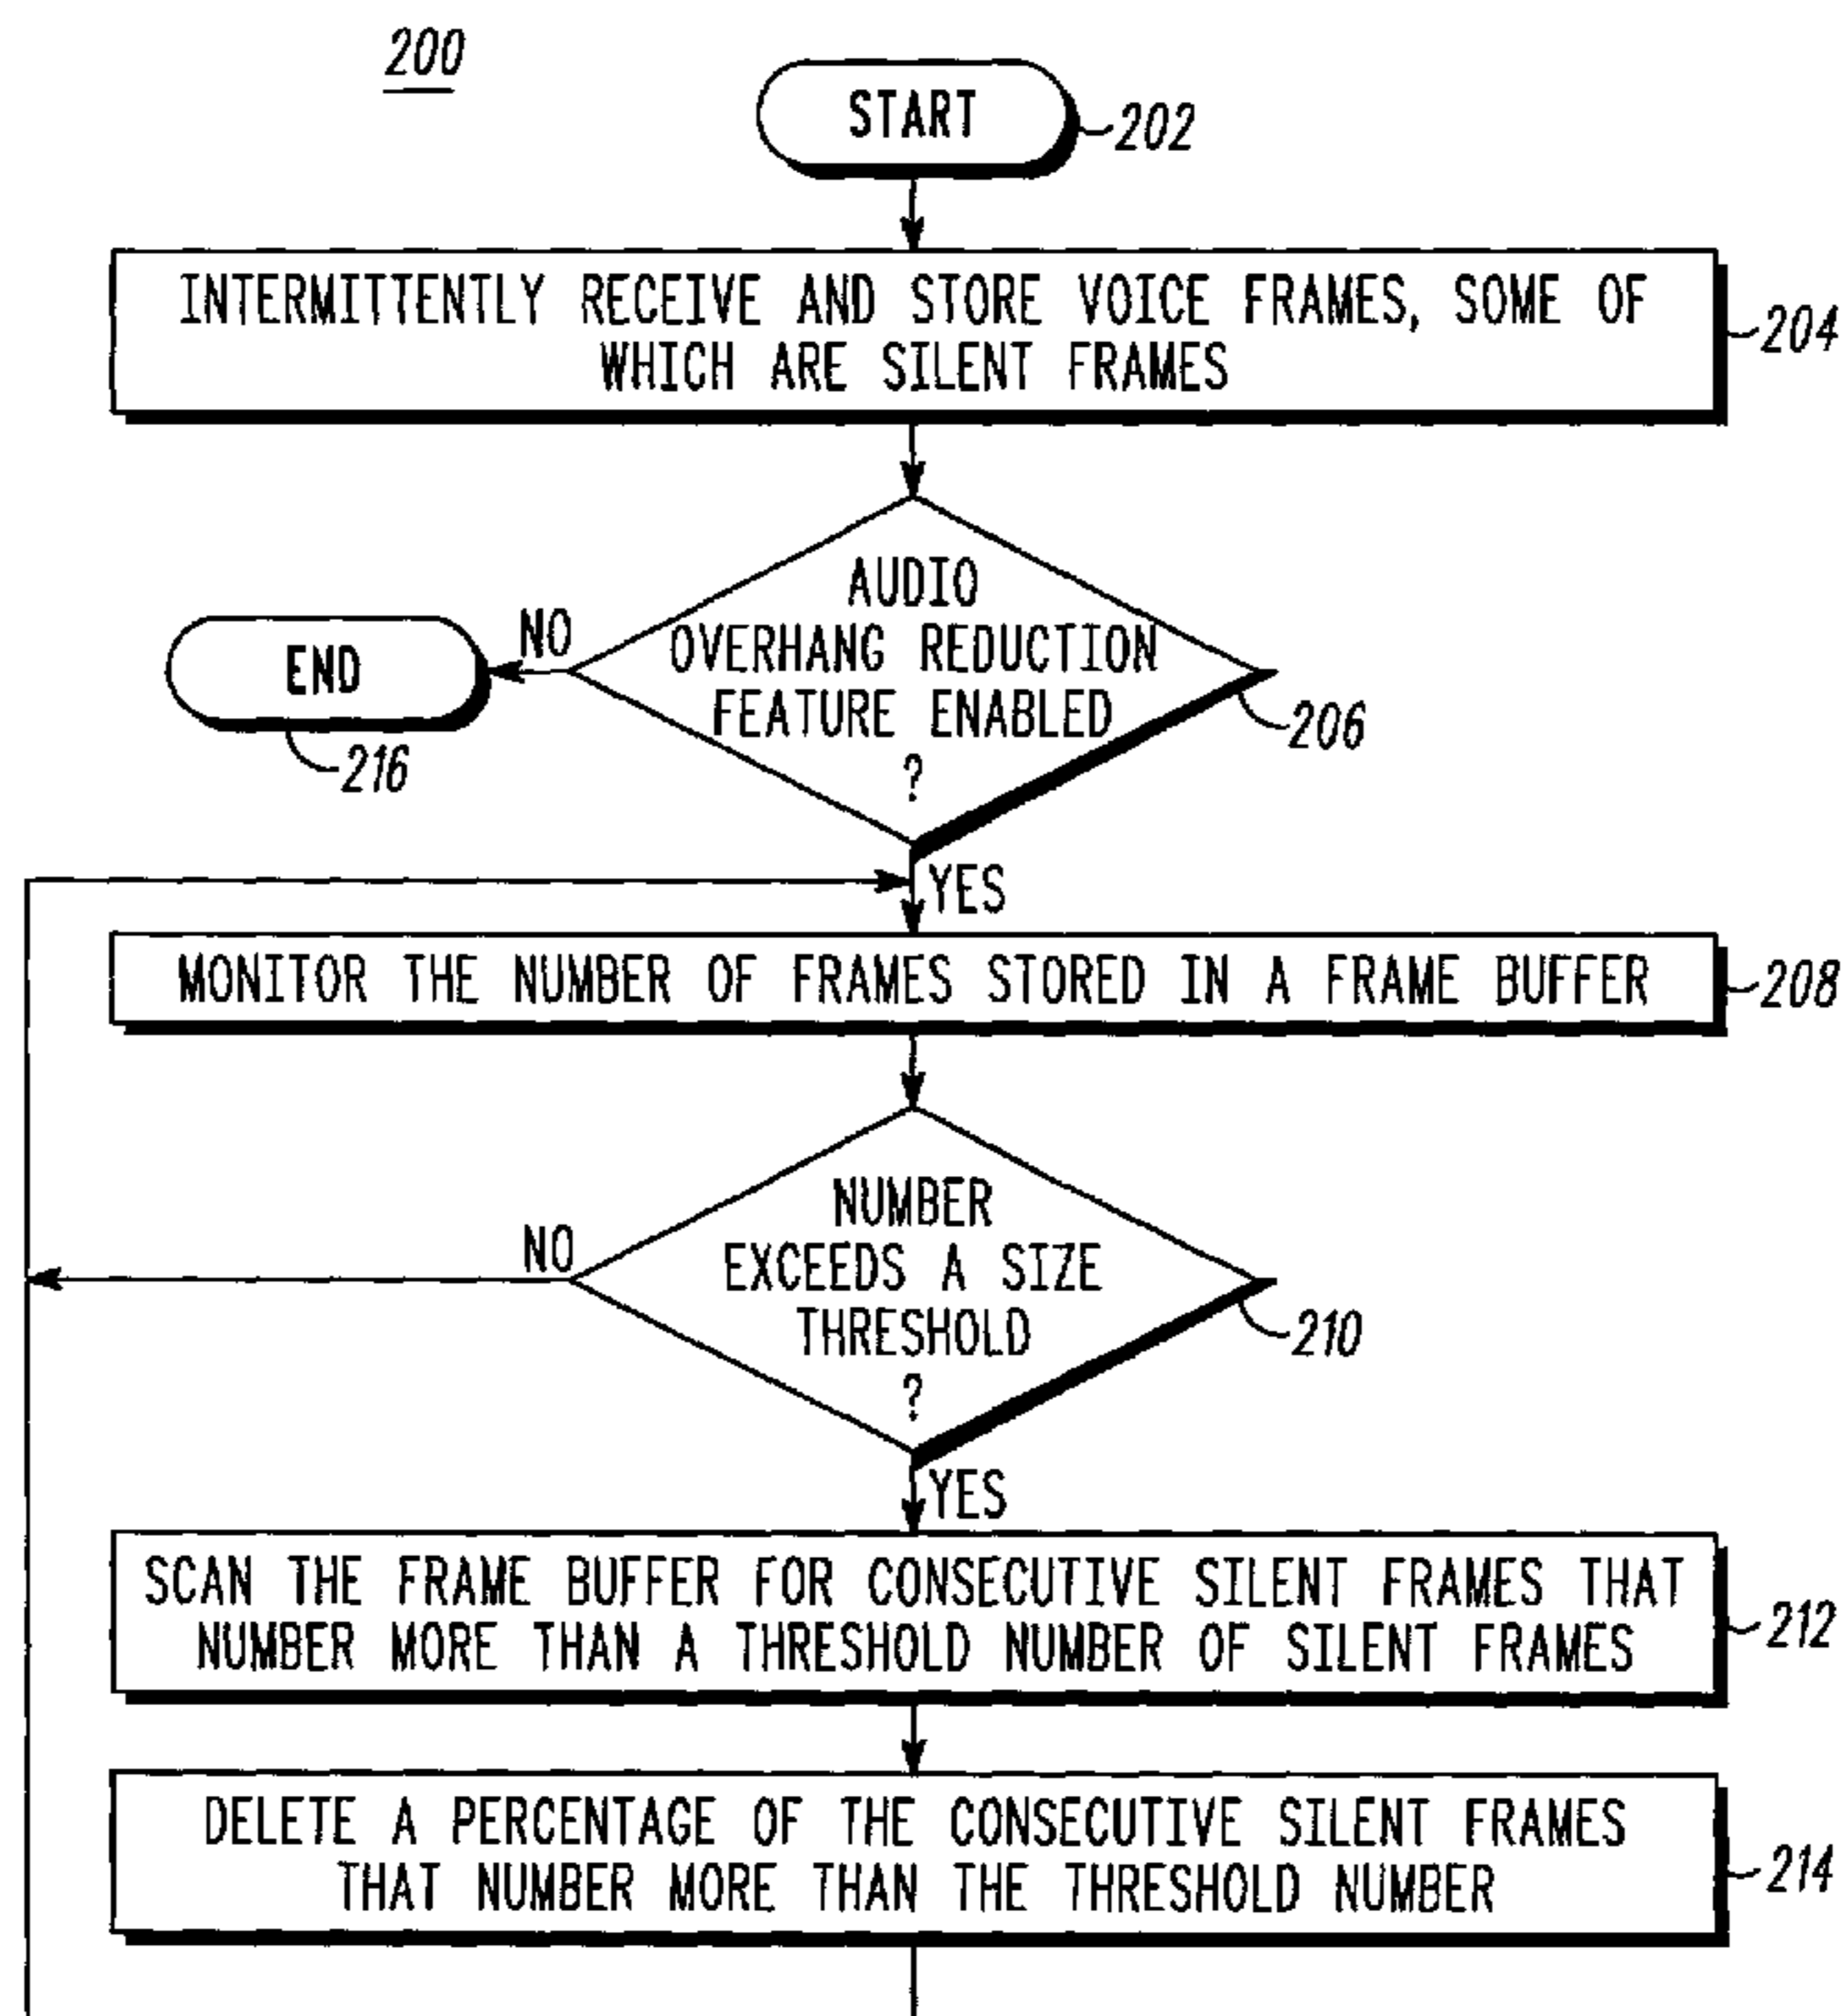 200
START
202
INTERMITTENTLY RECEIVE AND STORE VOICE FRAMES, SOME OF
WHICH ARE SILENT FRAMES
204
AUDIO
OVERHANG REDUCTION
FEATURE ENABLED
?
206
NO
END
216
YES
MONITOR THE NUMBER OF FRAMES STORED IN A FRAME BUFFER
208
NUMBER
EXCEEDS A SIZE
THRESHOLD
?
210
NO
YES
SCAN THE FRAME BUFFER FOR CONSECUTIVE SILENT FRAMES THAT
NUMBER MORE THAN A THRESHOLD NUMBER OF SILENT FRAMES
212
DELETE A PERCENTAGE OF THE CONSECUTIVE SILENT FRAMES
THAT NUMBER MORE THAN THE THRESHOLD NUMBER
214